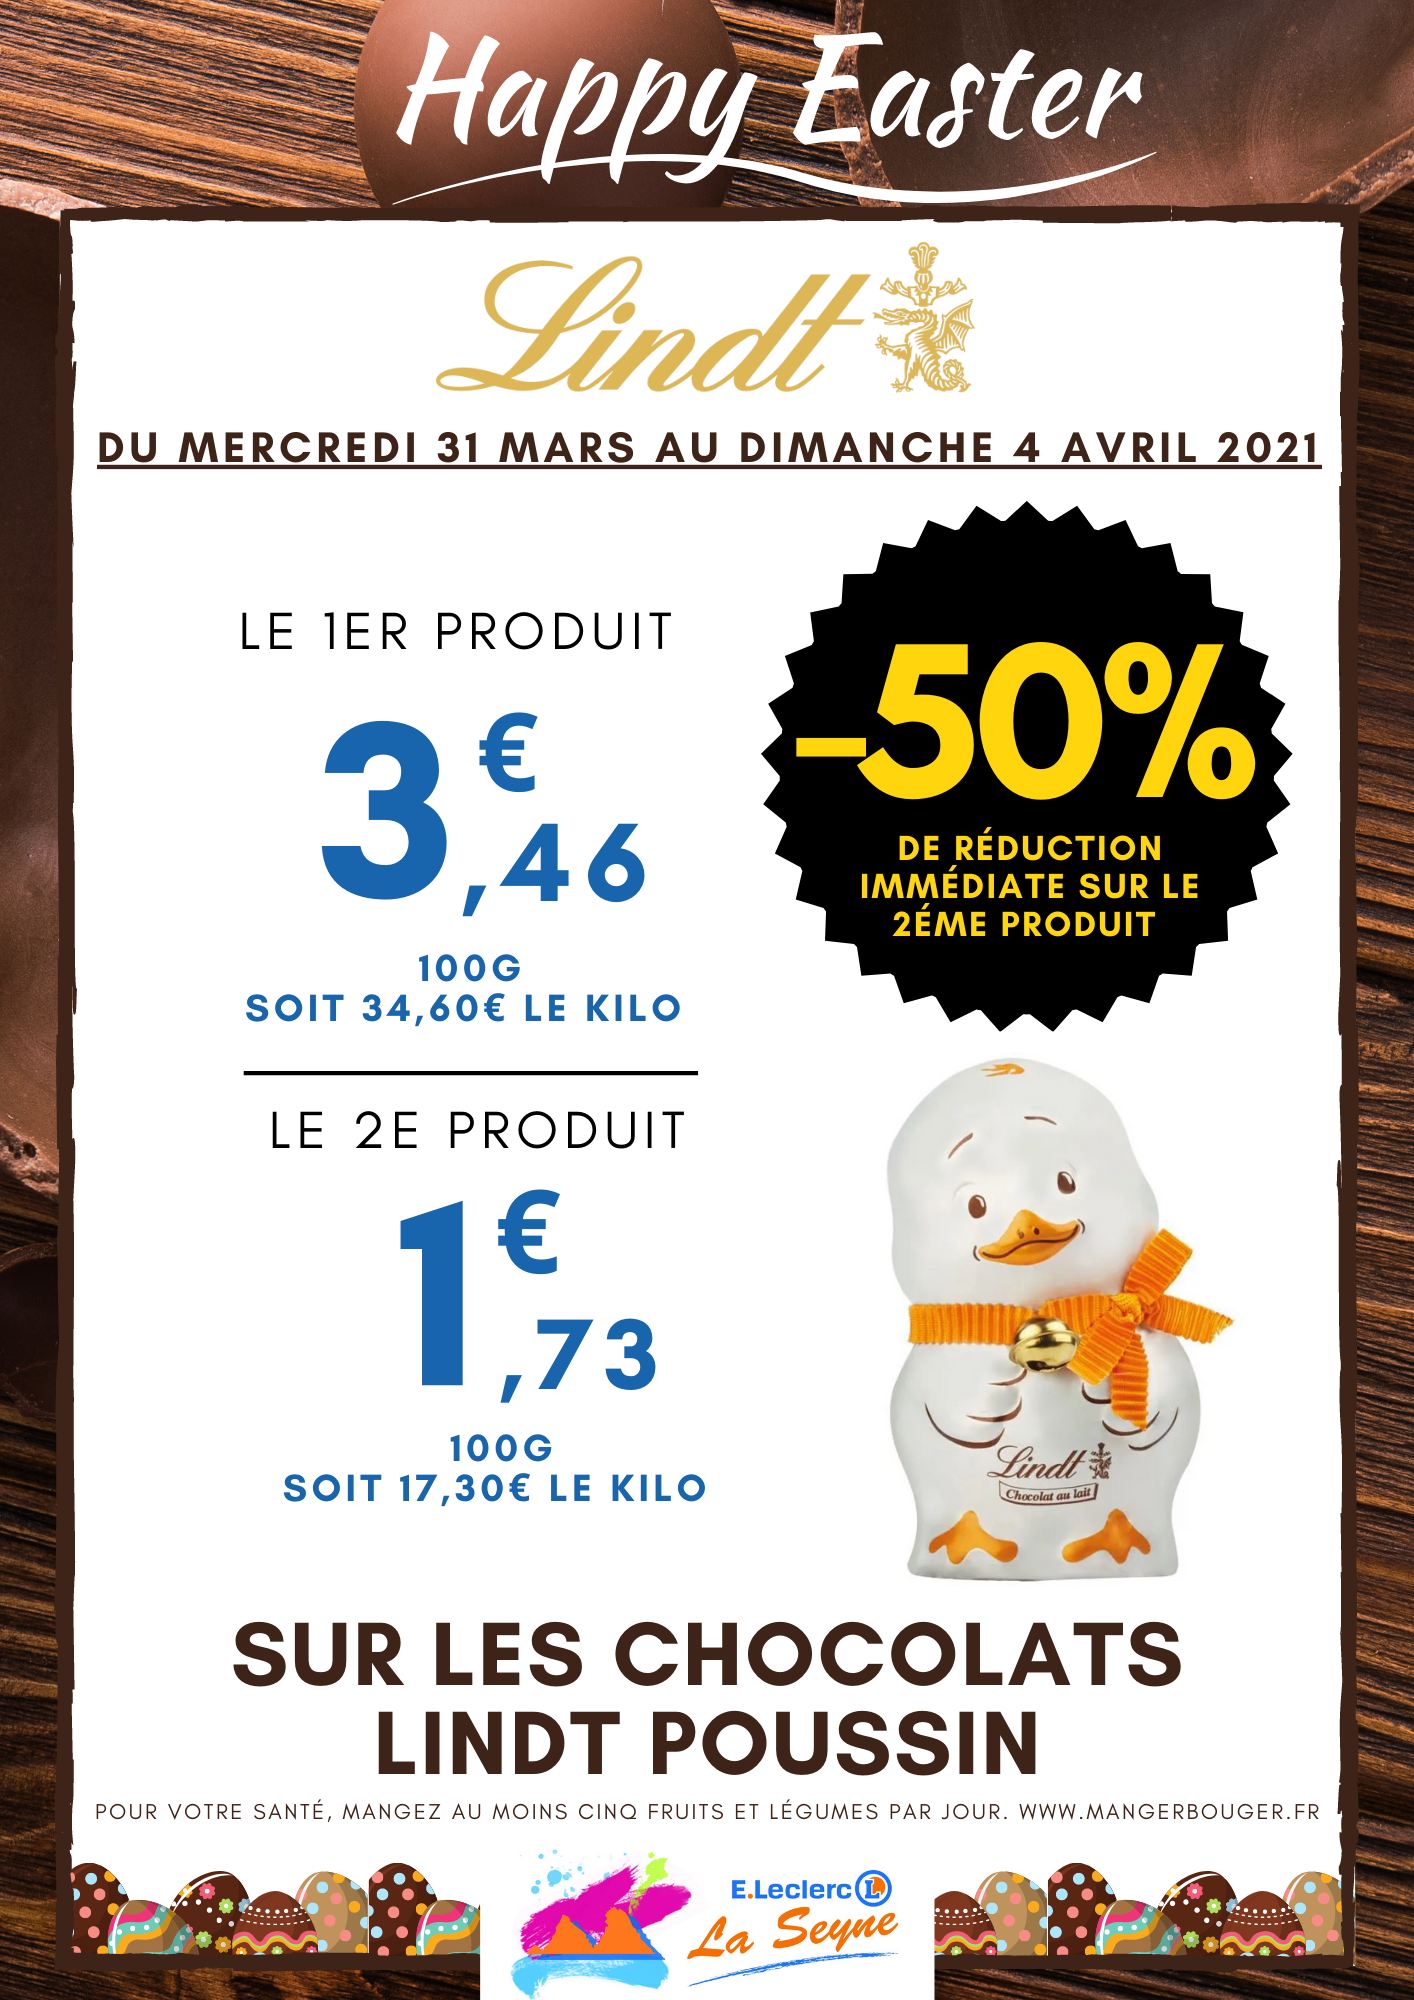 Happy Easter
Lindt
DU MERCREDI 31 MARS AU DIMANCHE 4 AVRIL 2021
LE 1ER PRODUIT
3€,46
100G
SOIT 34,60€ LE KILO
-50%
DE RÉDUCTION
IMMÉDIATE SUR LE
2ÉME PRODUIT
LE 2E PRODUIT
1€,73
100G
SOIT 17,30€ LE KILO
Lindt
Chocolat au lait
SUR LES CHOCOLATS
LINDT POUSSIN
POUR VOTRE SANTÉ, MANGEZ AU MOINS CINQ FRUITS ET LÉGUMES PAR JOUR. WWW.MANGERBOUGER.FR
E.Leclerc L
La Seyne